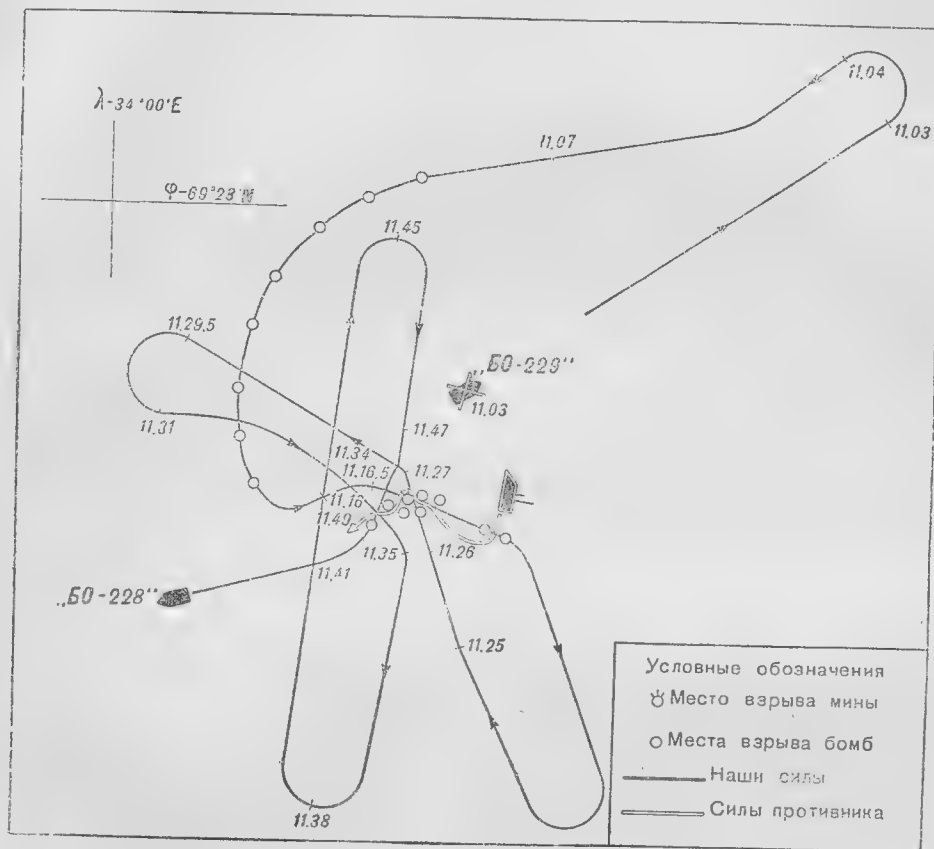 11.04
λ-34°00'E
11.03
11.07
φ-69°28'N
11.45
11.29,5
„БО-229"
11.03
11.31
11.47
11.34
11.27
11.16,5
11.16
11.49
11.35
11.26
11.41
„БО-228"
11.25
11.38
Условные обозначения
Место взрыва мины
Места взрыва бомб
Наши силы
Силы противника